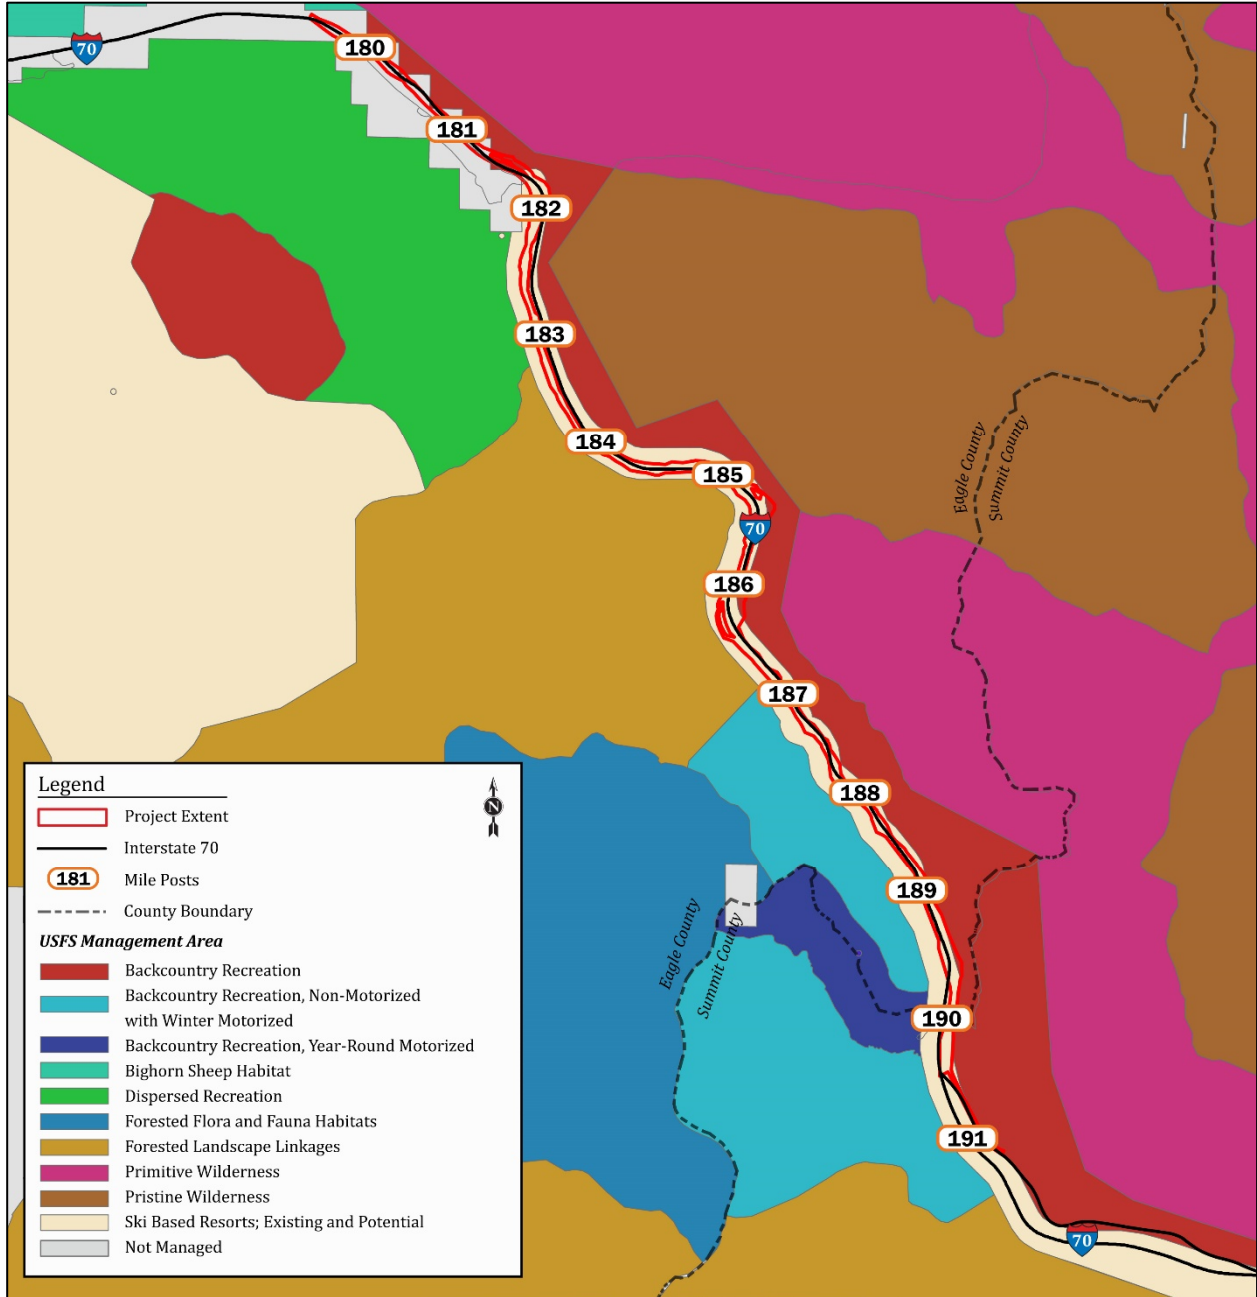 70
180
181
182
183
184
185
70
186
187
188
189
190
191
70
Eagle County
Summit County
Eagle County
Summit County
Legend
N
Project Extent
Interstate 70
181
Mile Posts
County Boundary
USFS Management Area
Backcountry Recreation
Backcountry Recreation, Non-Motorized
with Winter Motorized
Backcountry Recreation, Year-Round Motorized
Bighorn Sheep Habitat
Dispersed Recreation
Forested Flora and Fauna Habitats
Forested Landscape Linkages
Primitive Wilderness
Pristine Wilderness
Ski Based Resorts; Existing and Potential
Not Managed